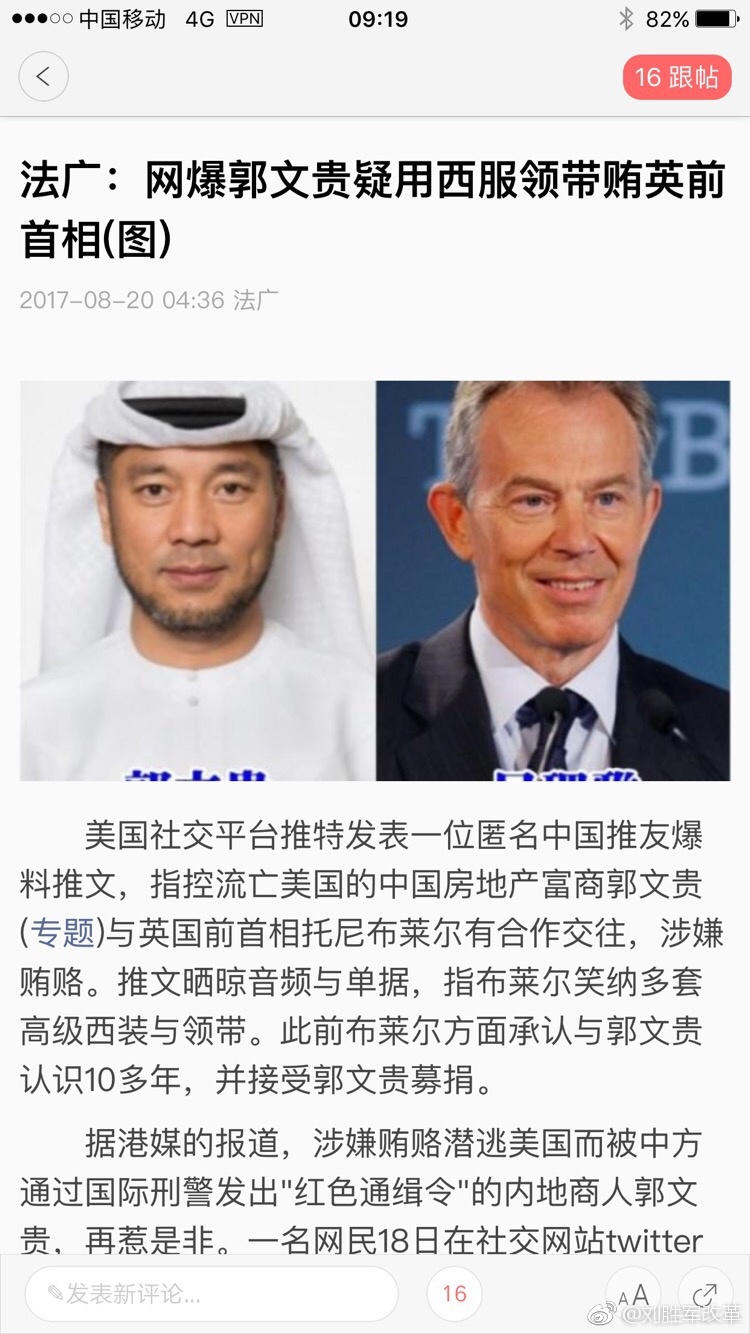 中国移动 4G VPN 09:19 82%
16 跟帖
法广：网爆郭文贵疑用西服领带贿英前
首相(图)
2017-08-20 04:36 法广
美国社交平台推特发表一位匿名中国推友爆
料推文，指控流亡美国的中国房地产富商郭文贵
(专题)与英国前首相托尼布莱尔有合作交往，涉嫌
贿赂。推文晒晾音频与单据，指布莱尔笑纳多套
高级西装与领带。此前布莱尔方面承认与郭文贵
认识10多年，并接受郭文贵募捐。
据港媒的报道，涉嫌贿赂潜逃美国而被中方
通过国际刑警发出"红色通缉令"的内地商人郭文
贵，再惹是非。一名网民18日在社交网站twitter
发表新评论... 16 AA
@刘胜军改革